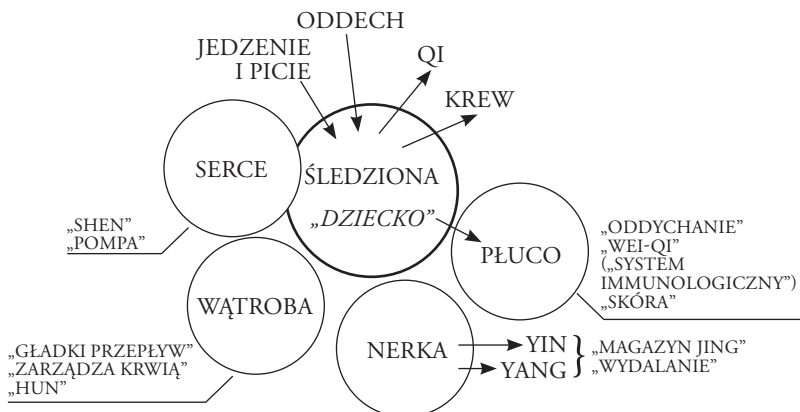 ODDECH
JEDZENIE
I PICIE
QI
KREW
SERCE
ŚLEDZIONA
„DZIECKO”
„SHEN”
„POMPA”
PŁUCO
„ODDYCHANIE”
„WEI-QI”
(„SYSTEM
IMMUNOLOGICZNY”)
„SKÓRA”
WĄTROBA
„GŁADKI PRZEPŁYW”
„ZARZĄDZA KRWIĄ”
„HUN”
NERKA
YIN
YANG
} „MAGAZYN JING”
„WYDALANIE”